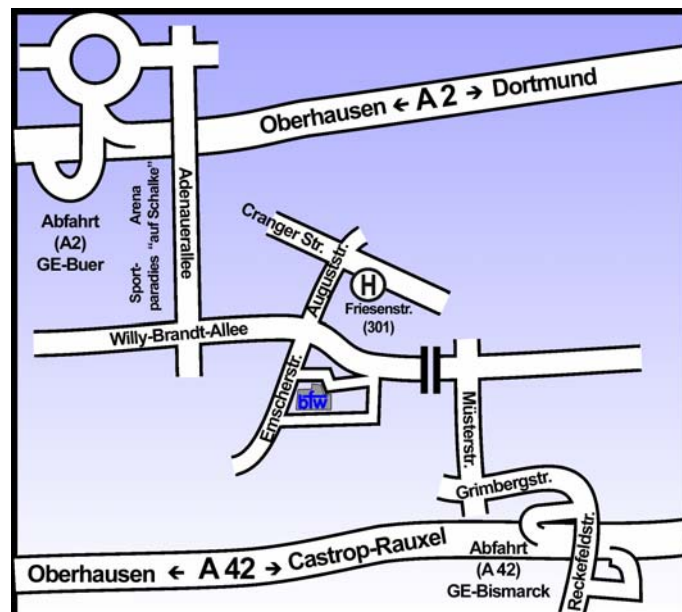 Oberhausen ← A 2 → Dortmund
Abfahrt
(A2)
GE-Buer
Arena
"auf Schalke"
Sport-
paradies
Adenauerallee
Cranger Str.
Auguststr.
H
Friesenstr.
(301)
Willy-Brandt-Allee
Emscherstr.
bfw
Müsterstr.
Grimbergstr.
Reckefeldstr.
Abfahrt
(A 42)
GE-Bismarck
Oberhausen ← A 42 → Castrop-Rauxel